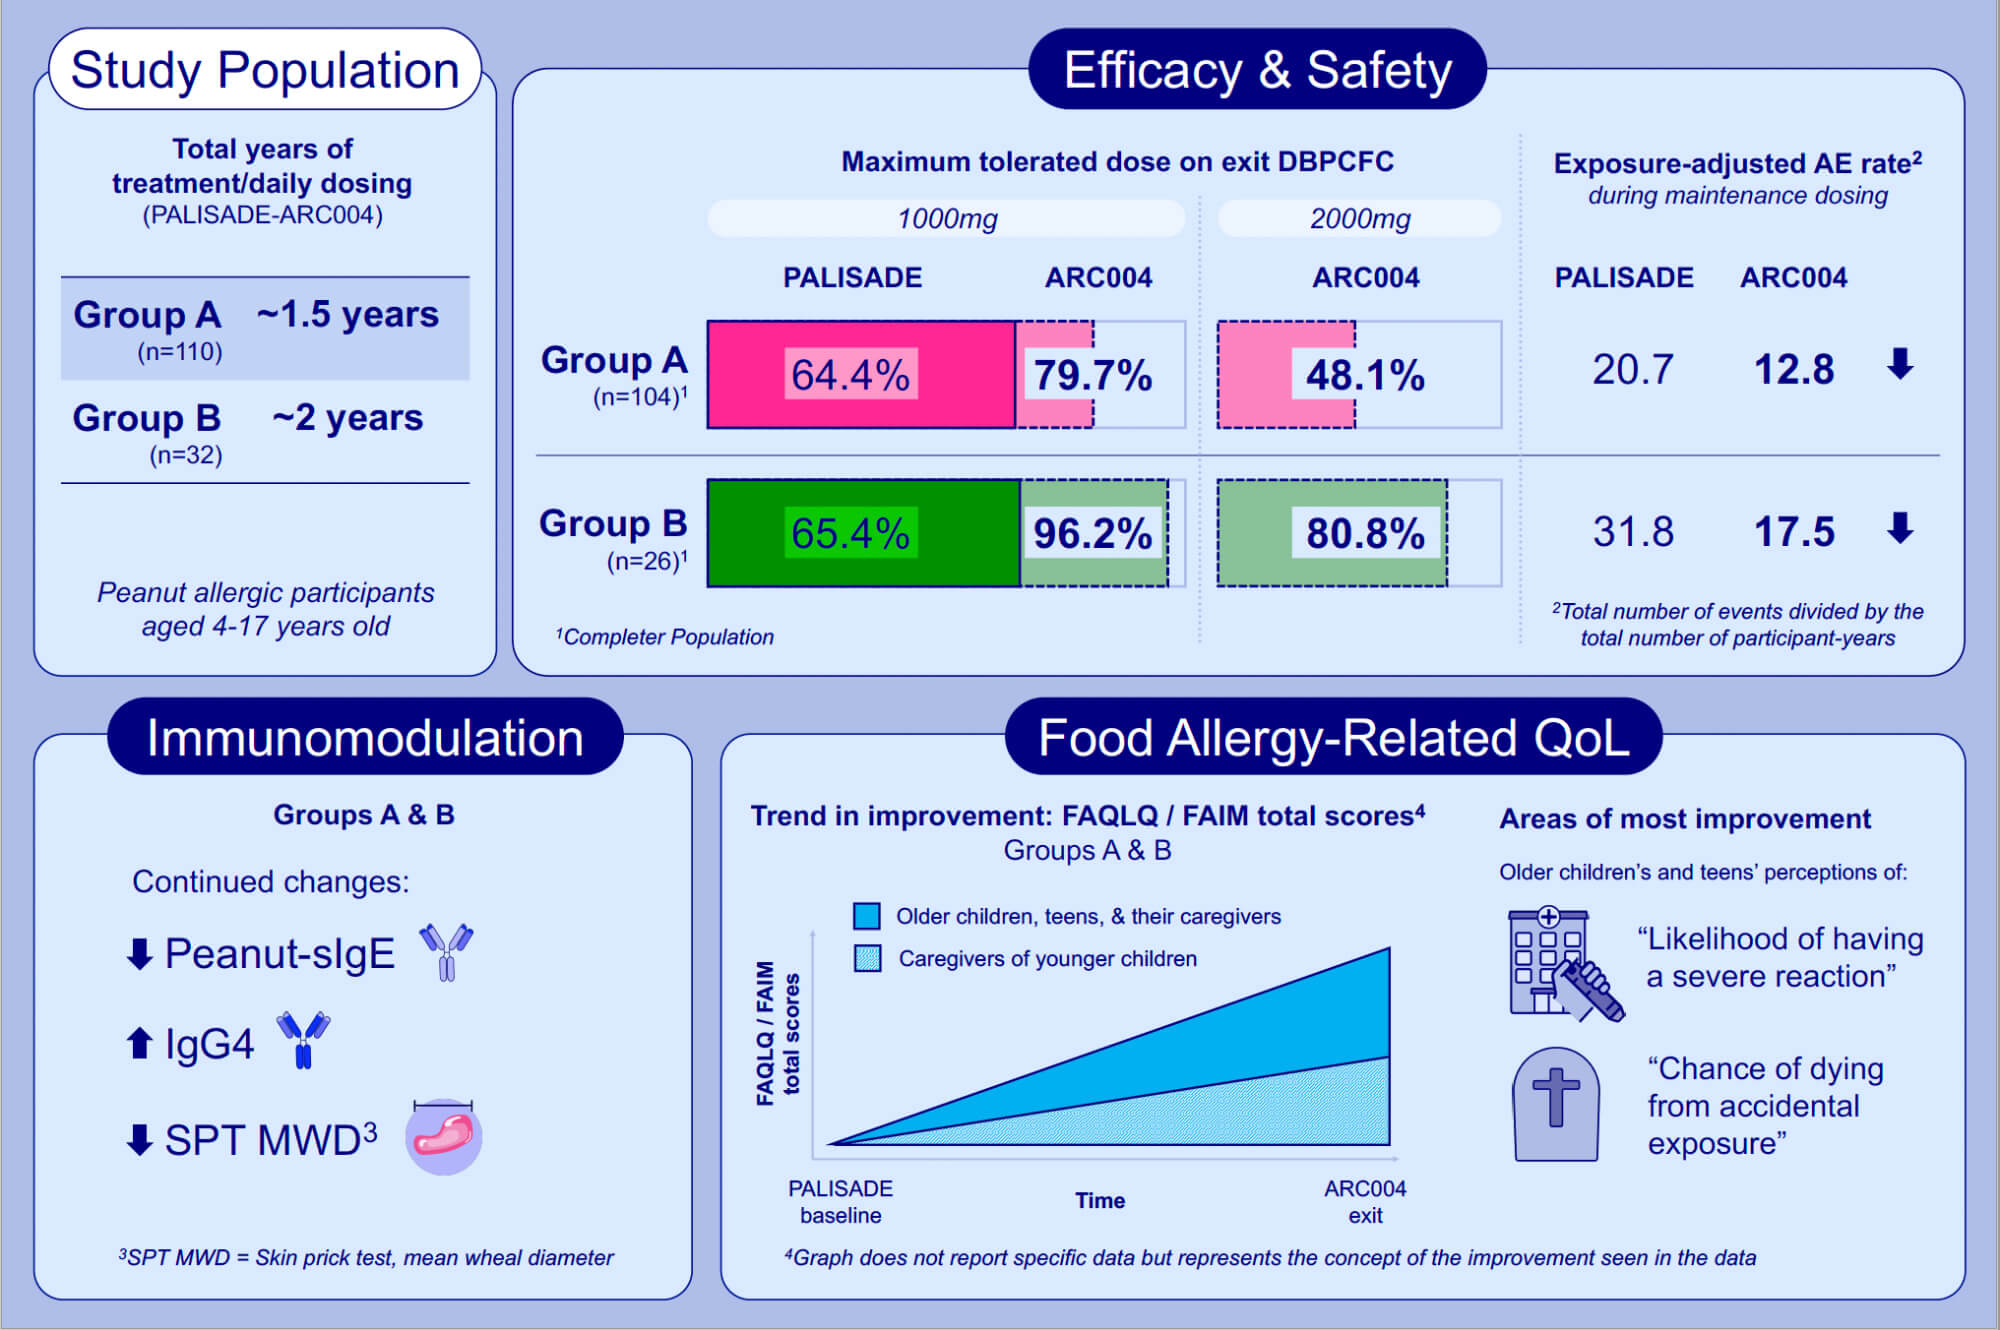 Study Population
Total years of
treatment/daily dosing
(PALISADE-ARC004)
Group A ~1.5 years
(n=110)
Group B ~2 years
(n=32)
Peanut allergic participants
aged 4-17 years old
Efficacy & Safety
Maximum tolerated dose on exit DBPCFC
1000mg
2000mg
PALISADE
ARC004
ARC004
Group A
(n=104)¹
64.4%
79.7%
48.1%
Group B
(n=26)¹
65.4%
96.2%
80.8%
¹Completer Population
Exposure-adjusted AE rate²
during maintenance dosing
PALISADE ARC004
20.7 12.8
31.8 17.5
²Total number of events divided by the
total number of participant-years
Immunomodulation
Groups A & B
Continued changes:
Peanut-sIgE
IgG4
SPT MWD³
³SPT MWD = Skin prick test, mean wheal diameter
Food Allergy-Related QoL
Trend in improvement: FAQLQ / FAIM total scores⁴
Groups A & B
Older children, teens, & their caregivers
Caregivers of younger children
FAQLQ / FAIM
total scores
PALISADE
baseline
Time
ARC004
exit
⁴Graph does not report specific data but represents the concept of the improvement seen in the data
Areas of most improvement
Older children’s and teens’ perceptions of:
“Likelihood of having
a severe reaction”
“Chance of dying
from accidental
exposure”